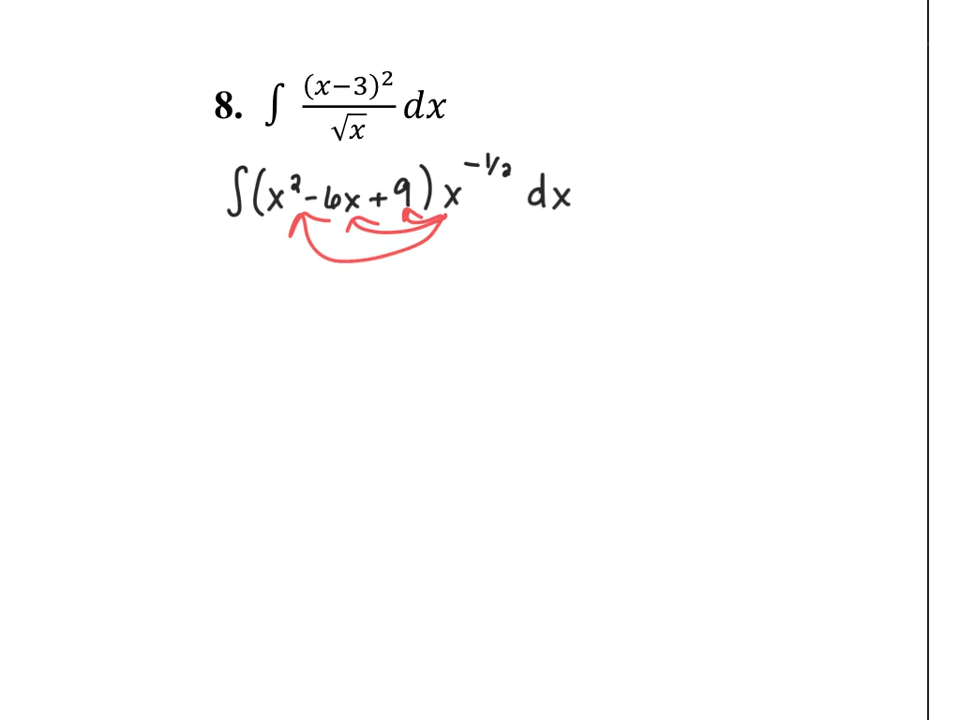 8. ∫ (x−3)²/√x dx
∫(x² - 6x + 9) x^(-1/2) dx